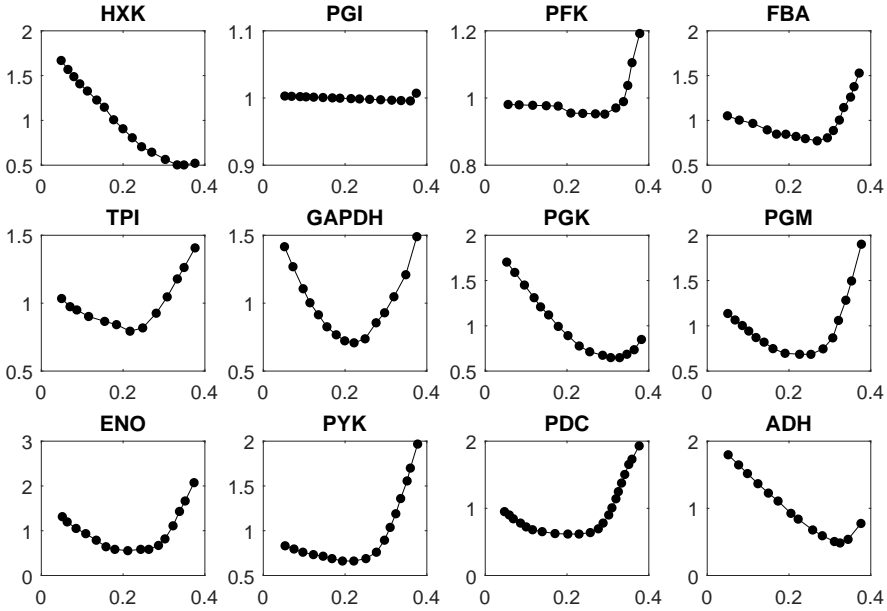 HXK PGI PFK FBA
2 1.1 1.2 2
1.5 1.5
1 1 1 1
0.5 0.9 0.8 0.5
0 0.2 0.4 0 0.2 0.4 0 0.2 0.4 0 0.2 0.4
TPI GAPDH PGK PGM
1.5 1.5 2 2
1.5 1.5
1 1 1 1
0.5 0.5 0.5 0.5
0 0.2 0.4 0 0.2 0.4 0 0.2 0.4 0 0.2 0.4
ENO PYK PDC ADH
3 2 2 2
2 1.5 1.5
1 1 1 1
0.5 0.5
0 0.5 0 0
0 0.2 0.4 0 0.2 0.4 0 0.2 0.4 0 0.2 0.4